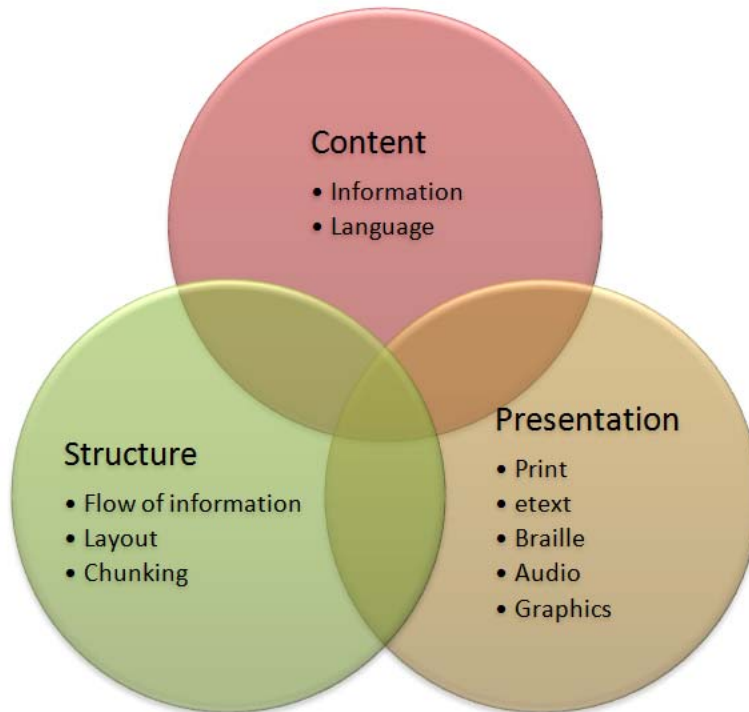 Content
• Information
• Language
Structure
• Flow of information
• Layout
• Chunking
Presentation
• Print
• etext
• Braille
• Audio
• Graphics